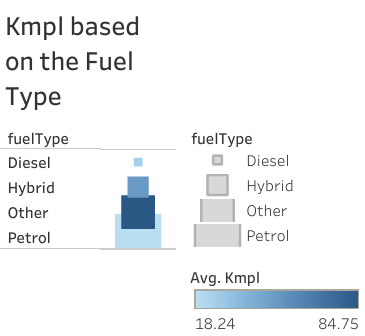 Kmpl based
on the Fuel
Type
fuelType
Diesel
Hybrid
Other
Petrol
fuelType
Diesel
Hybrid
Other
Petrol
Avg. Kmpl
18.24 84.75